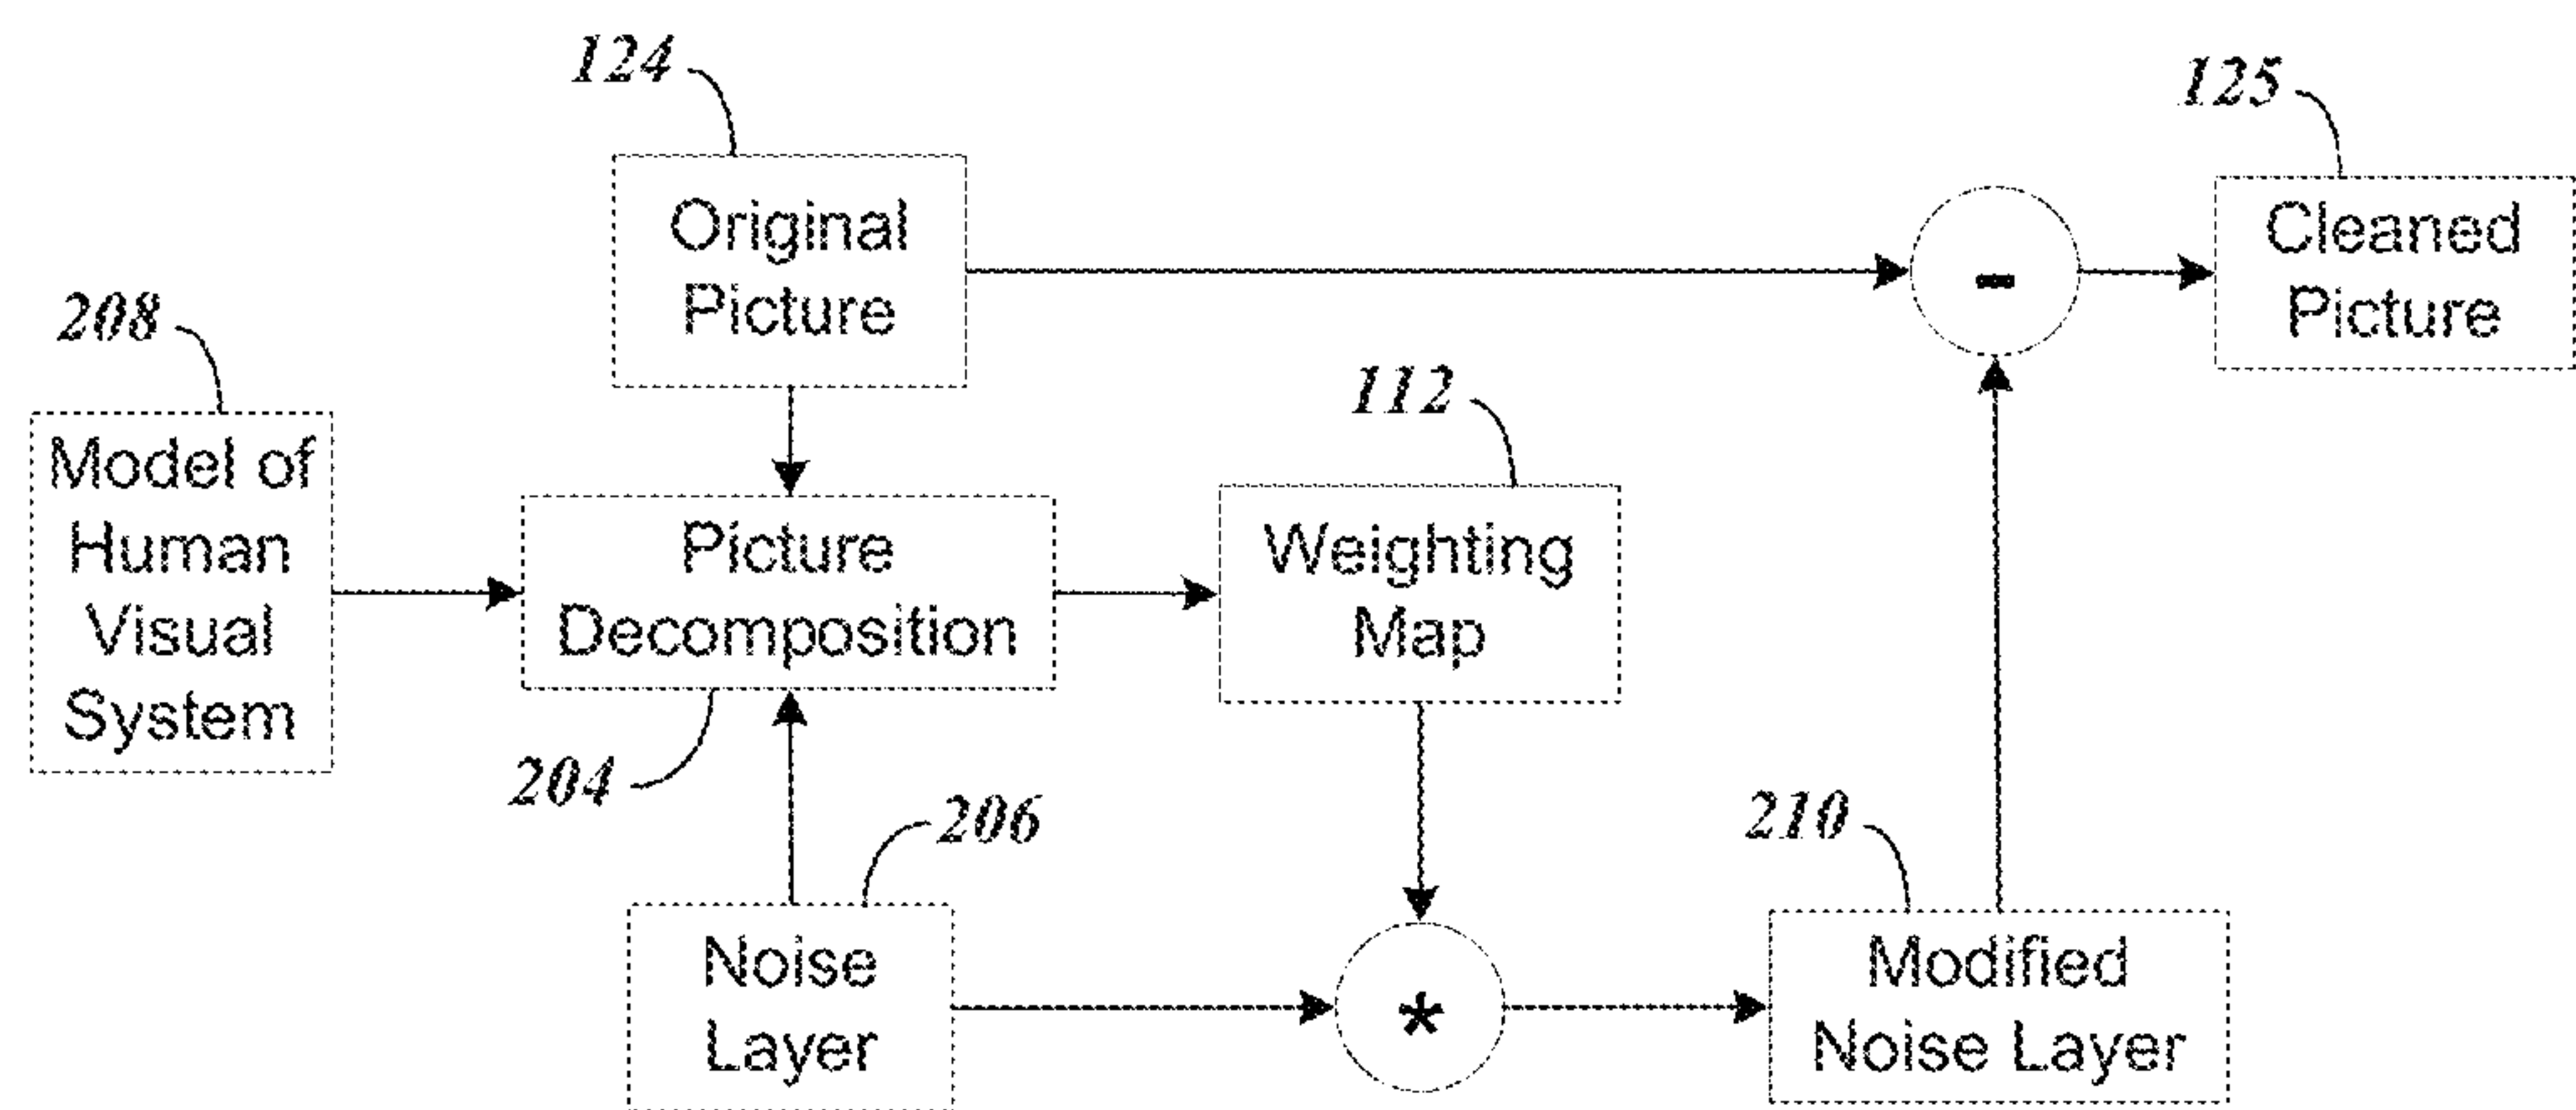 124
125
Original
Picture
-
Cleaned
Picture
208
112
Model of
Human
Visual
System
Picture
Decomposition
Weighting
Map
204
206
210
Noise
Layer
*
Modified
Noise Layer